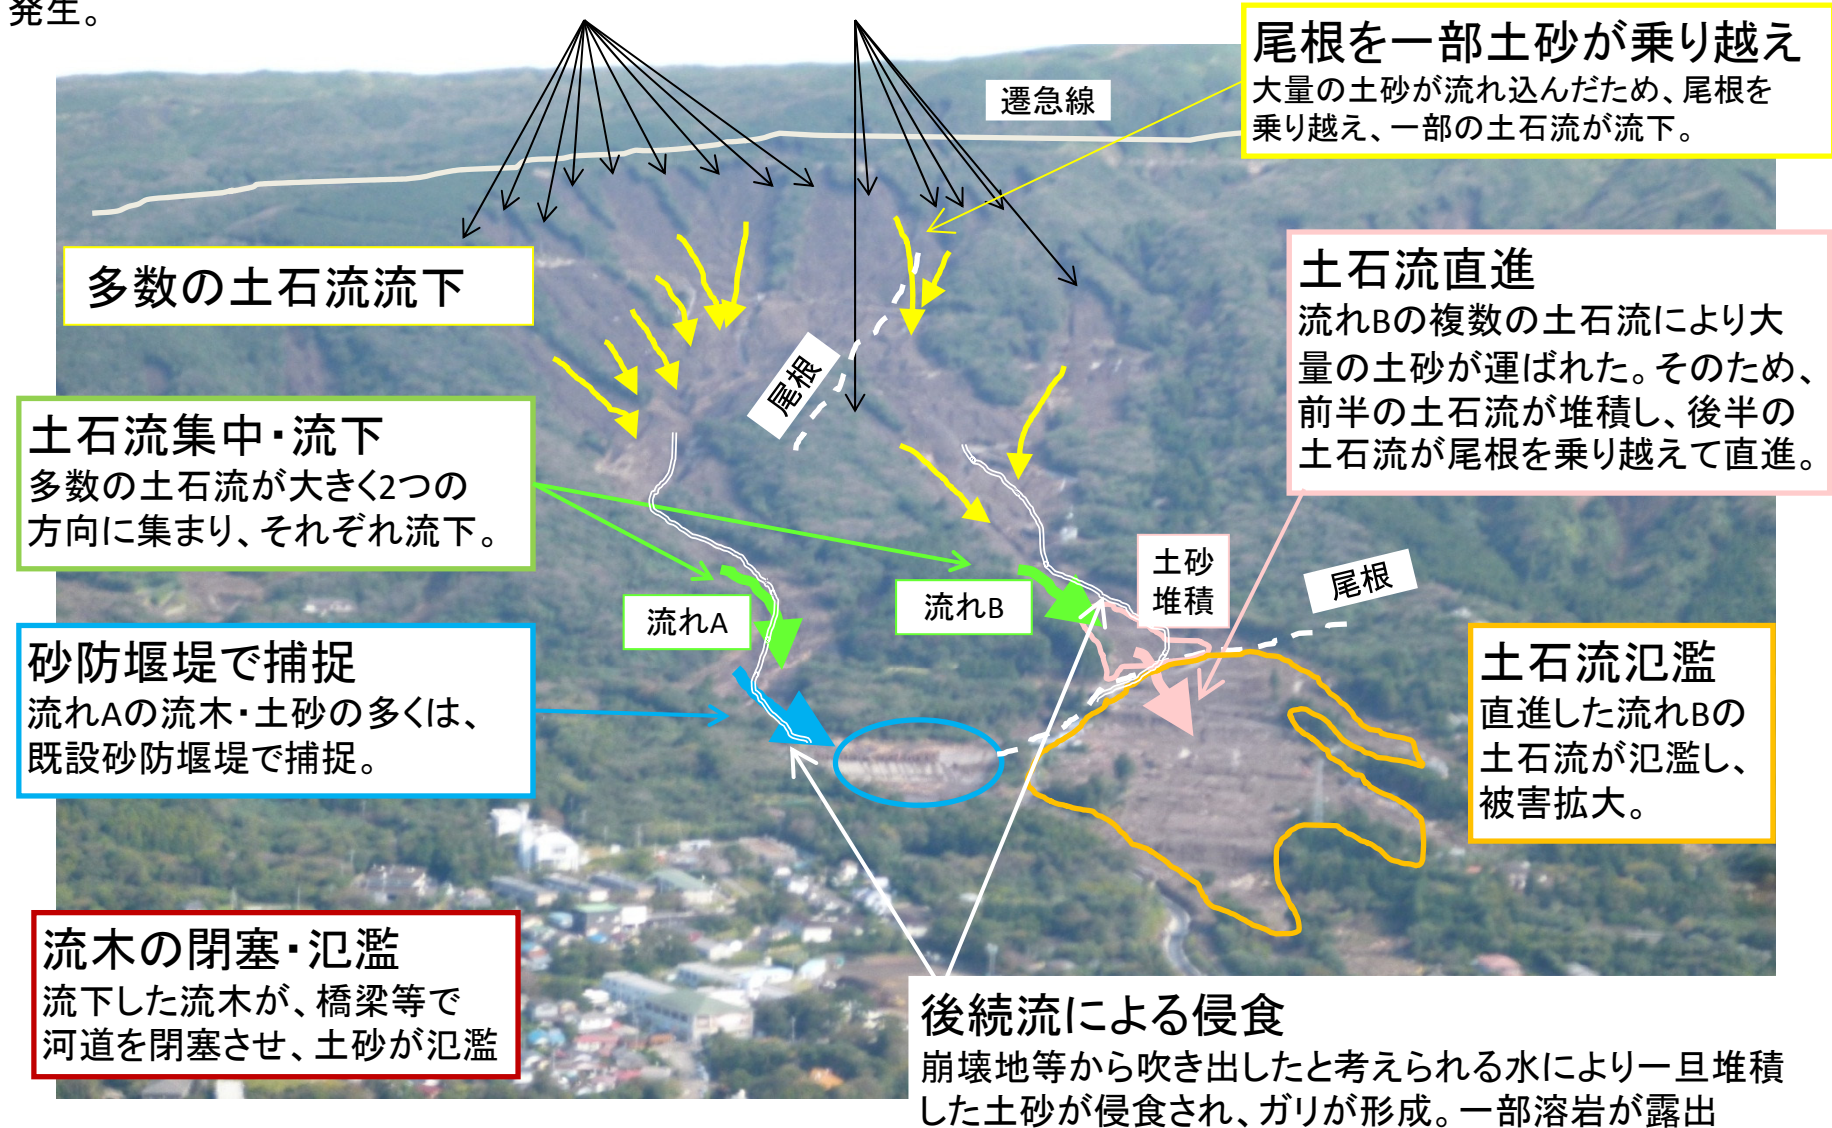 発生。
尾根を一部土砂が乗り越え
大量の土砂が流れ込んだため、尾根を
乗り越え、一部の土石流が流下。
遷急線
多数の土石流流下
土石流直進
流れBの複数の土石流により大
量の土砂が運ばれた。そのため、
前半の土石流が堆積し、後半の
土石流が尾根を乗り越えて直進。
尾根
土石流集中・流下
多数の土石流が大きく2つの
方向に集まり、それぞれ流下。
土砂
堆積
尾根
流れA
流れB
砂防堰堤で捕捉
流れAの流木・土砂の多くは、
既設砂防堰堤で捕捉。
土石流氾濫
直進した流れBの
土石流が氾濫し、
被害拡大。
流木の閉塞・氾濫
流下した流木が、橋梁等で
河道を閉塞させ、土砂が氾濫
後続流による侵食
崩壊地等から吹き出したと考えられる水により一旦堆積
した土砂が侵食され、ガリが形成。一部溶岩が露出